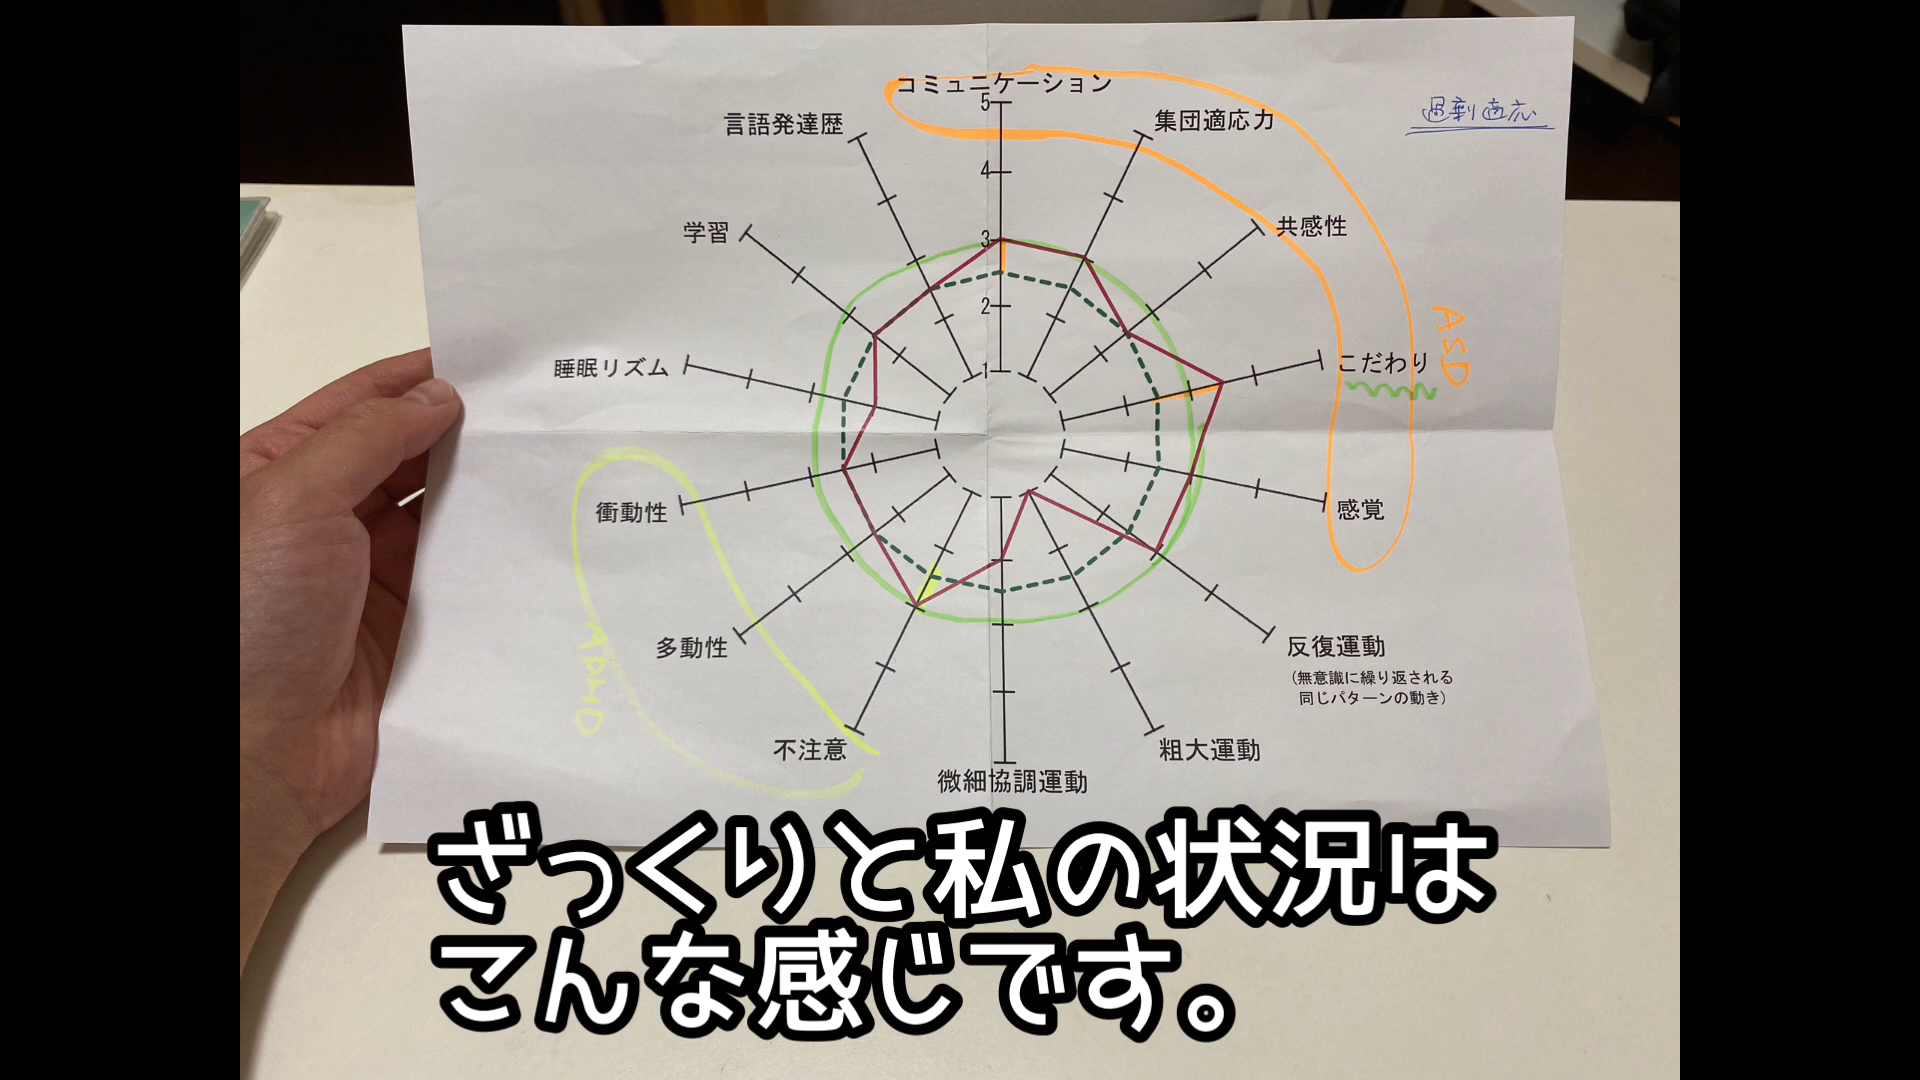 コミュニケーション
集団適応力
共感性
こだわり
感覚
反復運動
(無意識に繰り返される
同じパターンの動き)
粗大運動
微細協調運動
不注意
多動性
衝動性
睡眠リズム
学習
言語発達歴
5
4
3
2
1
過剰適応
ASD
ADHD
ざっくりと私の状況は
こんな感じです。